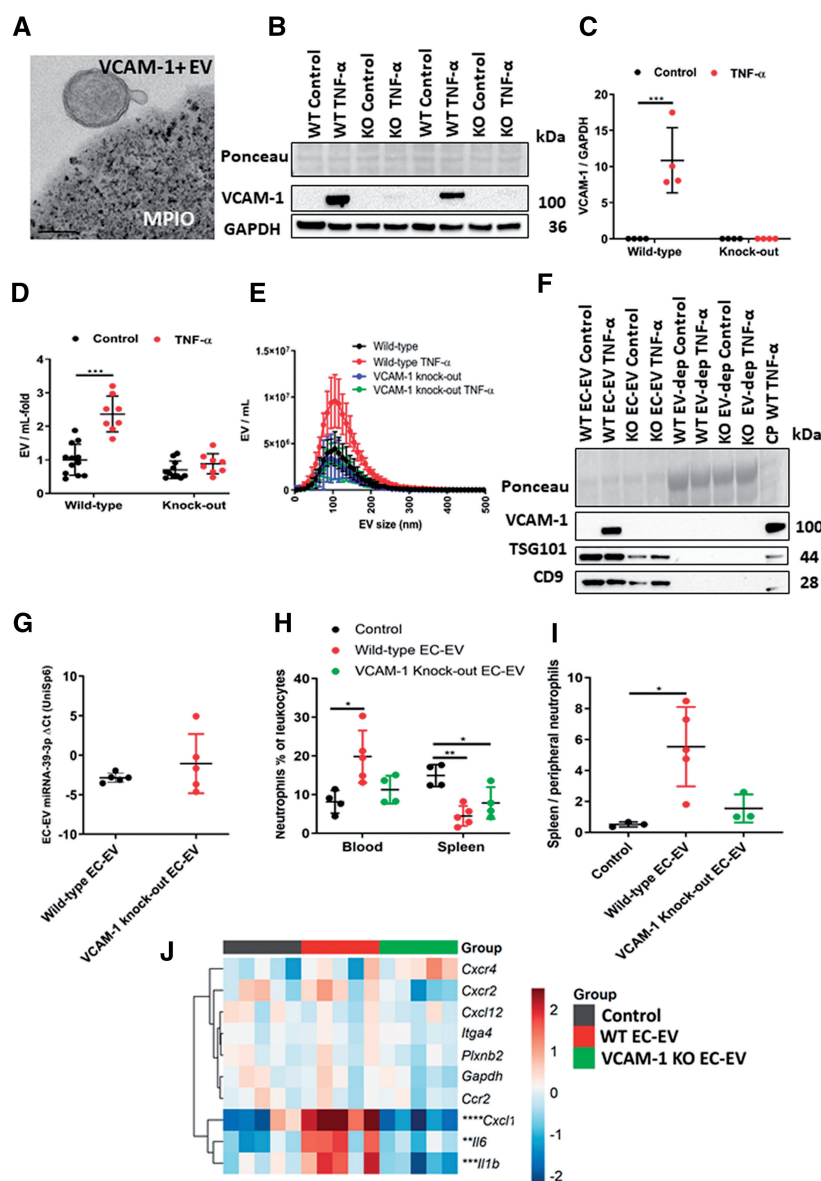 A
VCAM-1+ EV
MPIO
B
WT Control
WT TNF-α
KO Control
KO TNF-α
WT Control
WT TNF-α
KO Control
KO TNF-α
kDa
Ponceau
VCAM-1
100
GAPDH
36
C
Control
TNF-α
VCAM-1 / GAPDH
20
15
10
5
0
Wild-type
Knock-out
D
Control
TNF-α
EV / mL-fold
4
3
2
1
0
***
Wild-type
Knock-out
E
Wild-type
Wild-type TNF-α
VCAM-1 knock-out
VCAM-1 knock-out TNF-α
EV / mL
1.5×10⁷
1×10⁷
5×10⁶
0
0 100 200 300 400 500
EV size (nm)
F
WT EC-EV Control
WT EC-EV TNF-α
KO EC-EV Control
KO EC-EV TNF-α
WT EV-dep Control
WT EV-dep TNF-α
KO EV-dep Control
KO EV-dep TNF-α
CP WT TNF-α
kDa
Ponceau
VCAM-1
100
TSG101
44
CD9
28
G
EC-EV miRNA-39-3p ΔCt (UniSp6)
10
5
0
-5
-10
Wild-type EC-EV
VCAM-1 knock-out EC-EV
H
Control
Wild-type EC-EV
VCAM-1 Knock-out EC-EV
Neutrophils % of leukocytes
40
30
20
10
0
*
*
**
Blood
Spleen
I
Spleen / peripheral neutrophils
10
8
6
4
2
0
*
Control
Wild-type EC-EV
VCAM-1 Knock-out EC-EV
J
Group
Cxcr4
Cxcr2
Cxcl12
Itga4
Plxnb2
Gapdh
Ccr2
****Cxcl1
**Il6
***Il1b
2
1
0
-1
-2
Group
Control
WT EC-EV
VCAM-1 KO EC-EV